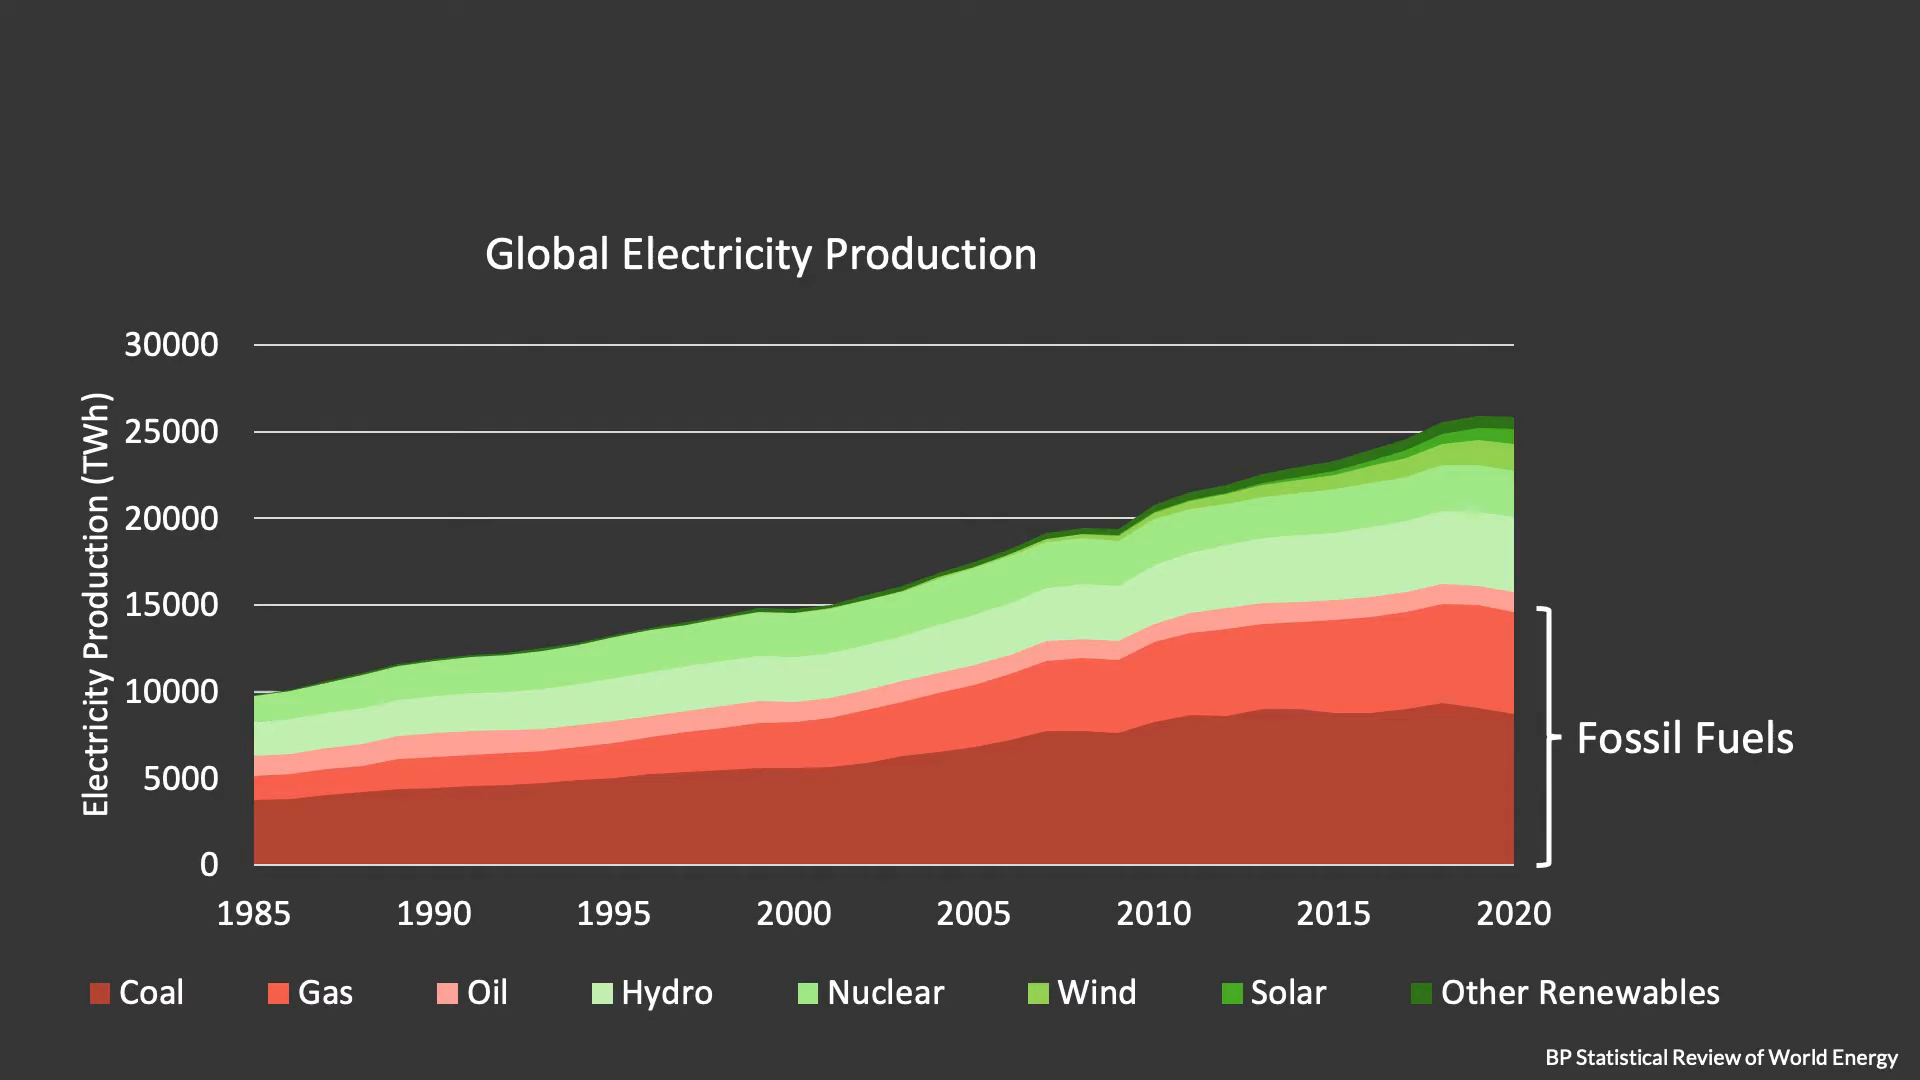 Global Electricity Production
Electricity Production (TWh)
30000
25000
20000
15000
10000
5000
0
1985 1990 1995 2000 2005 2010 2015 2020
Fossil Fuels
Coal Gas Oil Hydro Nuclear Wind Solar Other Renewables
BP Statistical Review of World Energy